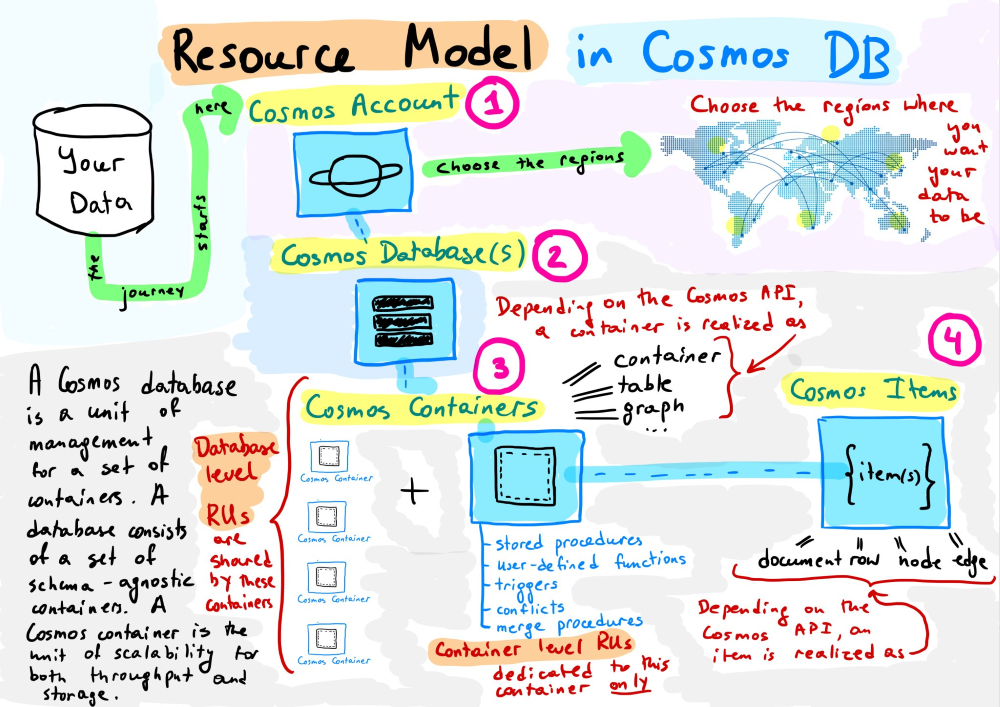 Resource Model in Cosmos DB
Your
Data
the
journey
starts
here
Cosmos Account
1
Choose the regions
Choose the regions where
you
want
your
data
to be
Cosmos Database(s)
2
Depending on the Cosmos API,
a container is realized as
container
table
graph
3
Cosmos Containers
4
Cosmos Items
A Cosmos database
is a unit of
management
for a set of
containers. A
database consists
of a set of
schema-agnostic
containers. A
Cosmos container is the
unit of scalability for
both throughput and
storage.
Database
level
RUs
are
shared
by these
containers
Cosmos Container
Cosmos Container
Cosmos Container
Cosmos Container
+
stored procedures
user-defined functions
triggers
conflicts
merge procedures
Container level RUs
dedicated to this
container only
{item(s)}
document row node edge
Depending on the
Cosmos API, an
item is realized as